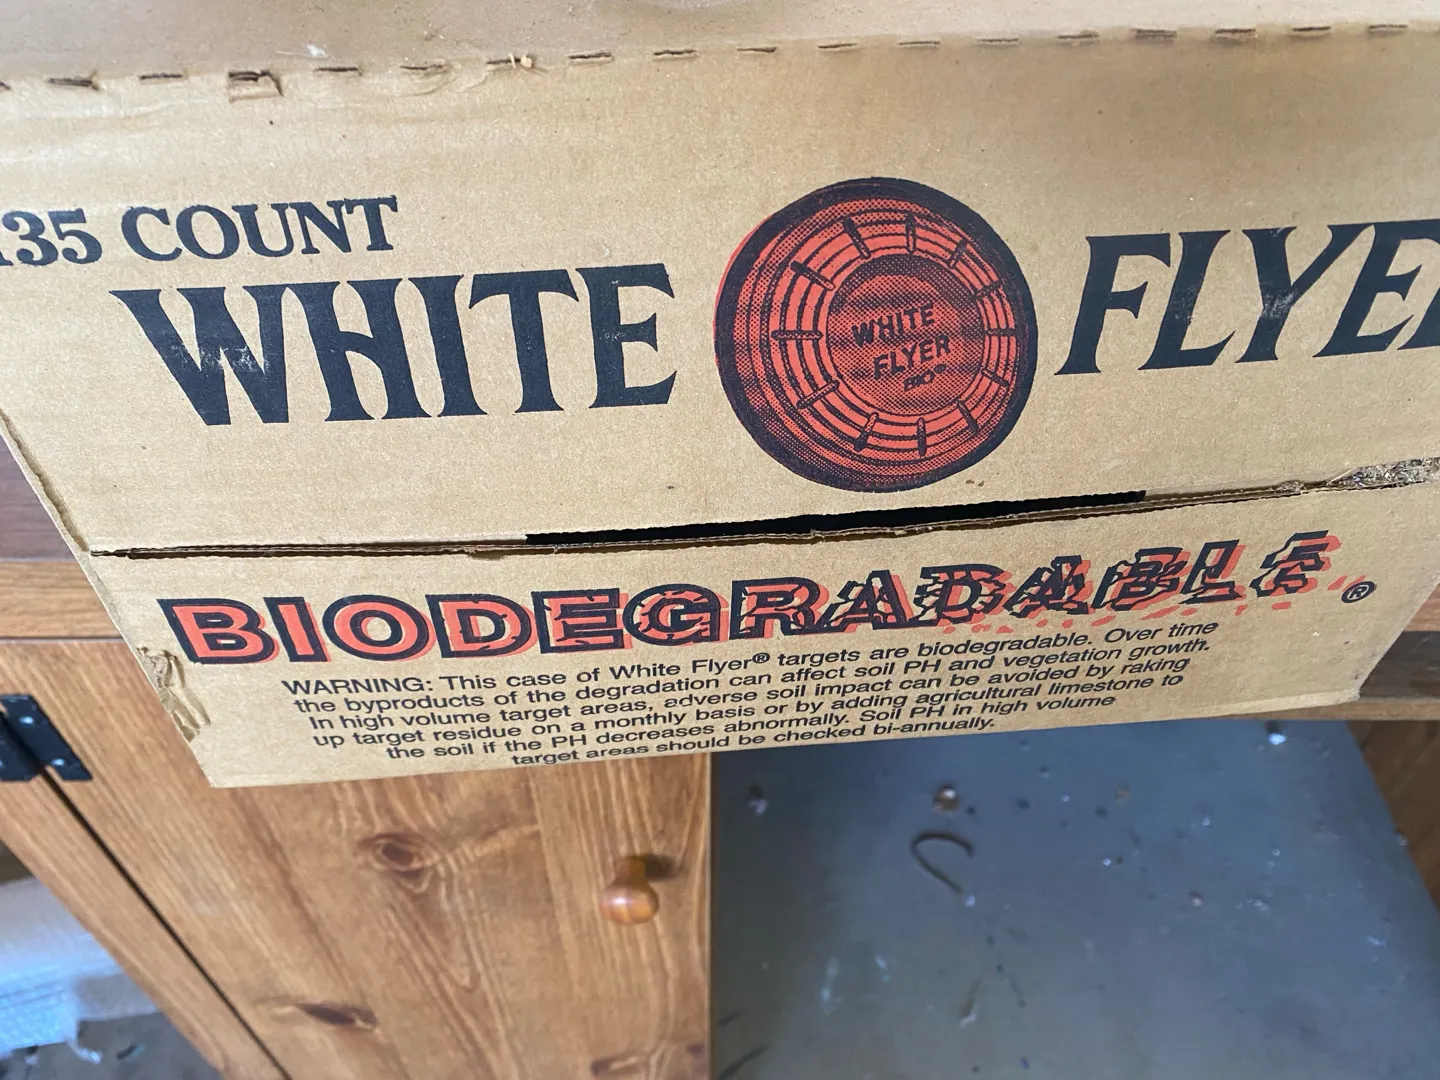 135 COUNT
WHITE FLYE
WHITE
FLYER
BIO
BIODEGRADABLE ®
WARNING: This case of White Flyer® targets are biodegradable. Over time
the byproducts of the degradation can affect soil PH and vegetation growth.
In high volume target areas, adverse soil impact can be avoided by raking
up target residue on a monthly basis or by adding agricultural limestone to
the soil if the PH decreases abnormally. Soil PH in high volume
target areas should be checked bi-annually.